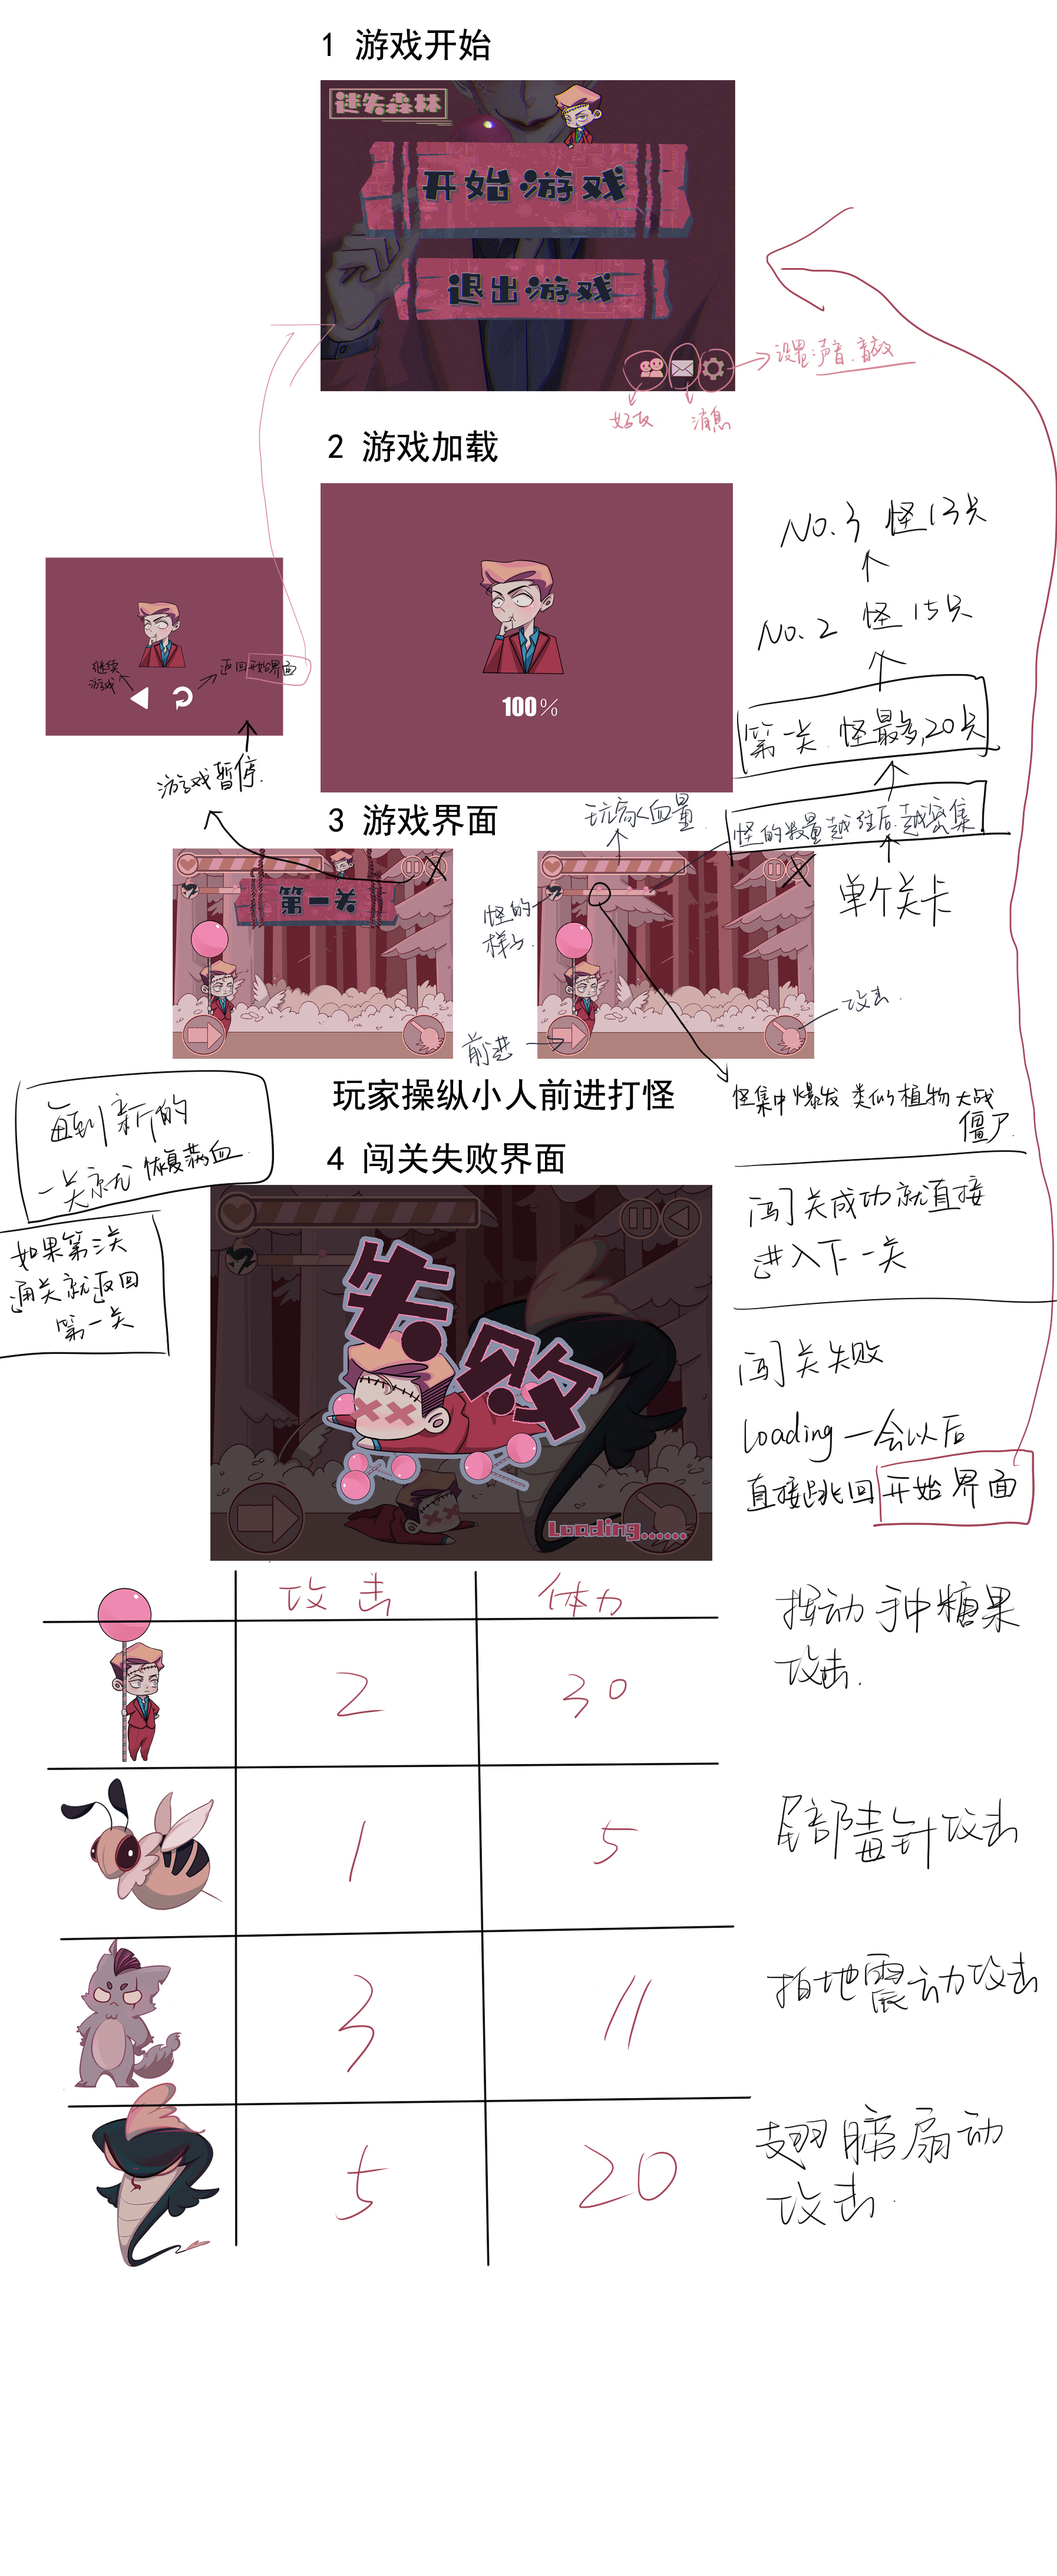 1 游戏开始
迷失森林
开始游戏
退出游戏
设置:声音.音效
好友
消息
2 游戏加载
100%
继续
游戏
返回开始界面
游戏暂停.
No.3 怪13只
No.2 怪15只
第一关.怪最多,20只
怪的数量越往后.越密集
单个关卡
3 游戏界面
玩家血量
第一关
怪的
样子.
前进
攻击.
玩家操纵小人前进打怪
怪集中爆发 类似植物大战
僵尸.
每到新的
一关就恢复满血
如果第三关
通关就返回
第一关
4 闯关失败界面
失败
Loading......
闯关成功就直接
进入下一关
闯关失败
Loading一会以后
直接跳回开始界面
攻击 体力
2 30
挥动手中糖果
攻击.
1 5
尾部毒针攻击
3 11
拍地震动攻击
5 20
翅膀扇动
攻击.